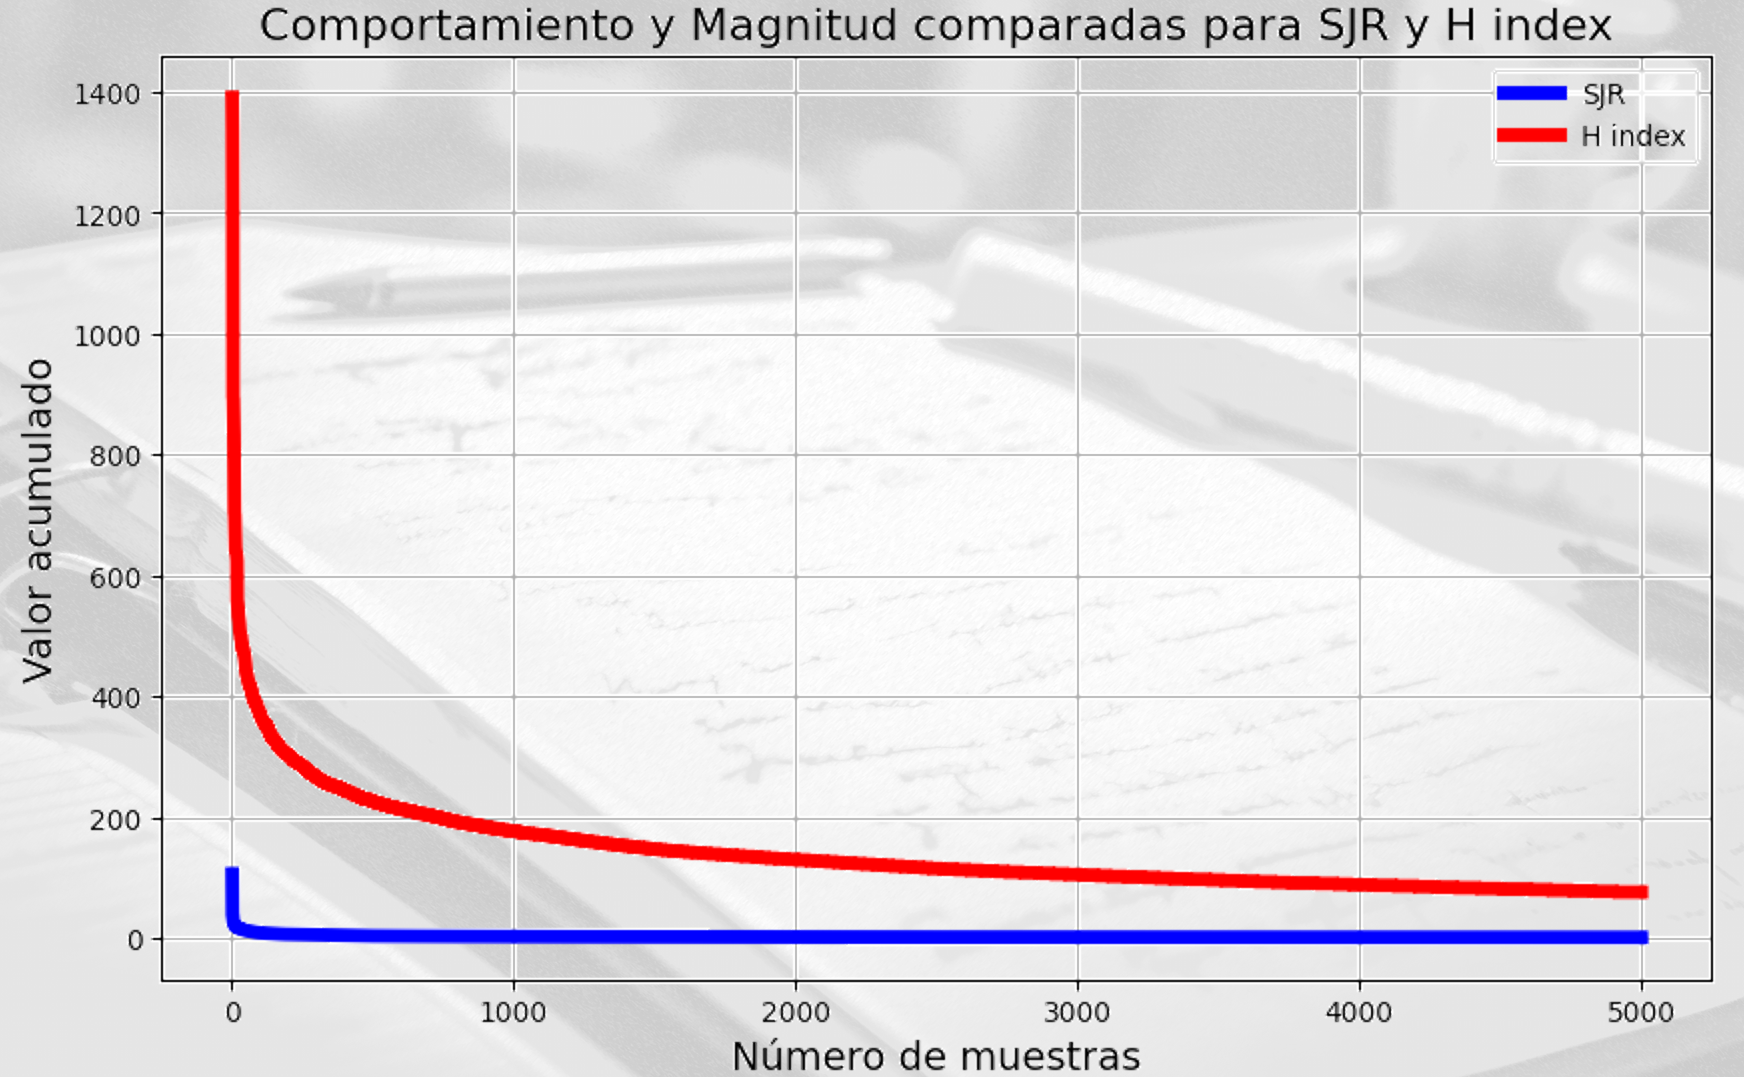 Comportamiento y Magnitud comparadas para SJR y H index
SJR
H index
1400
1200
1000
800
600
400
200
0
Valor acumulado
0 1000 2000 3000 4000 5000
Número de muestras